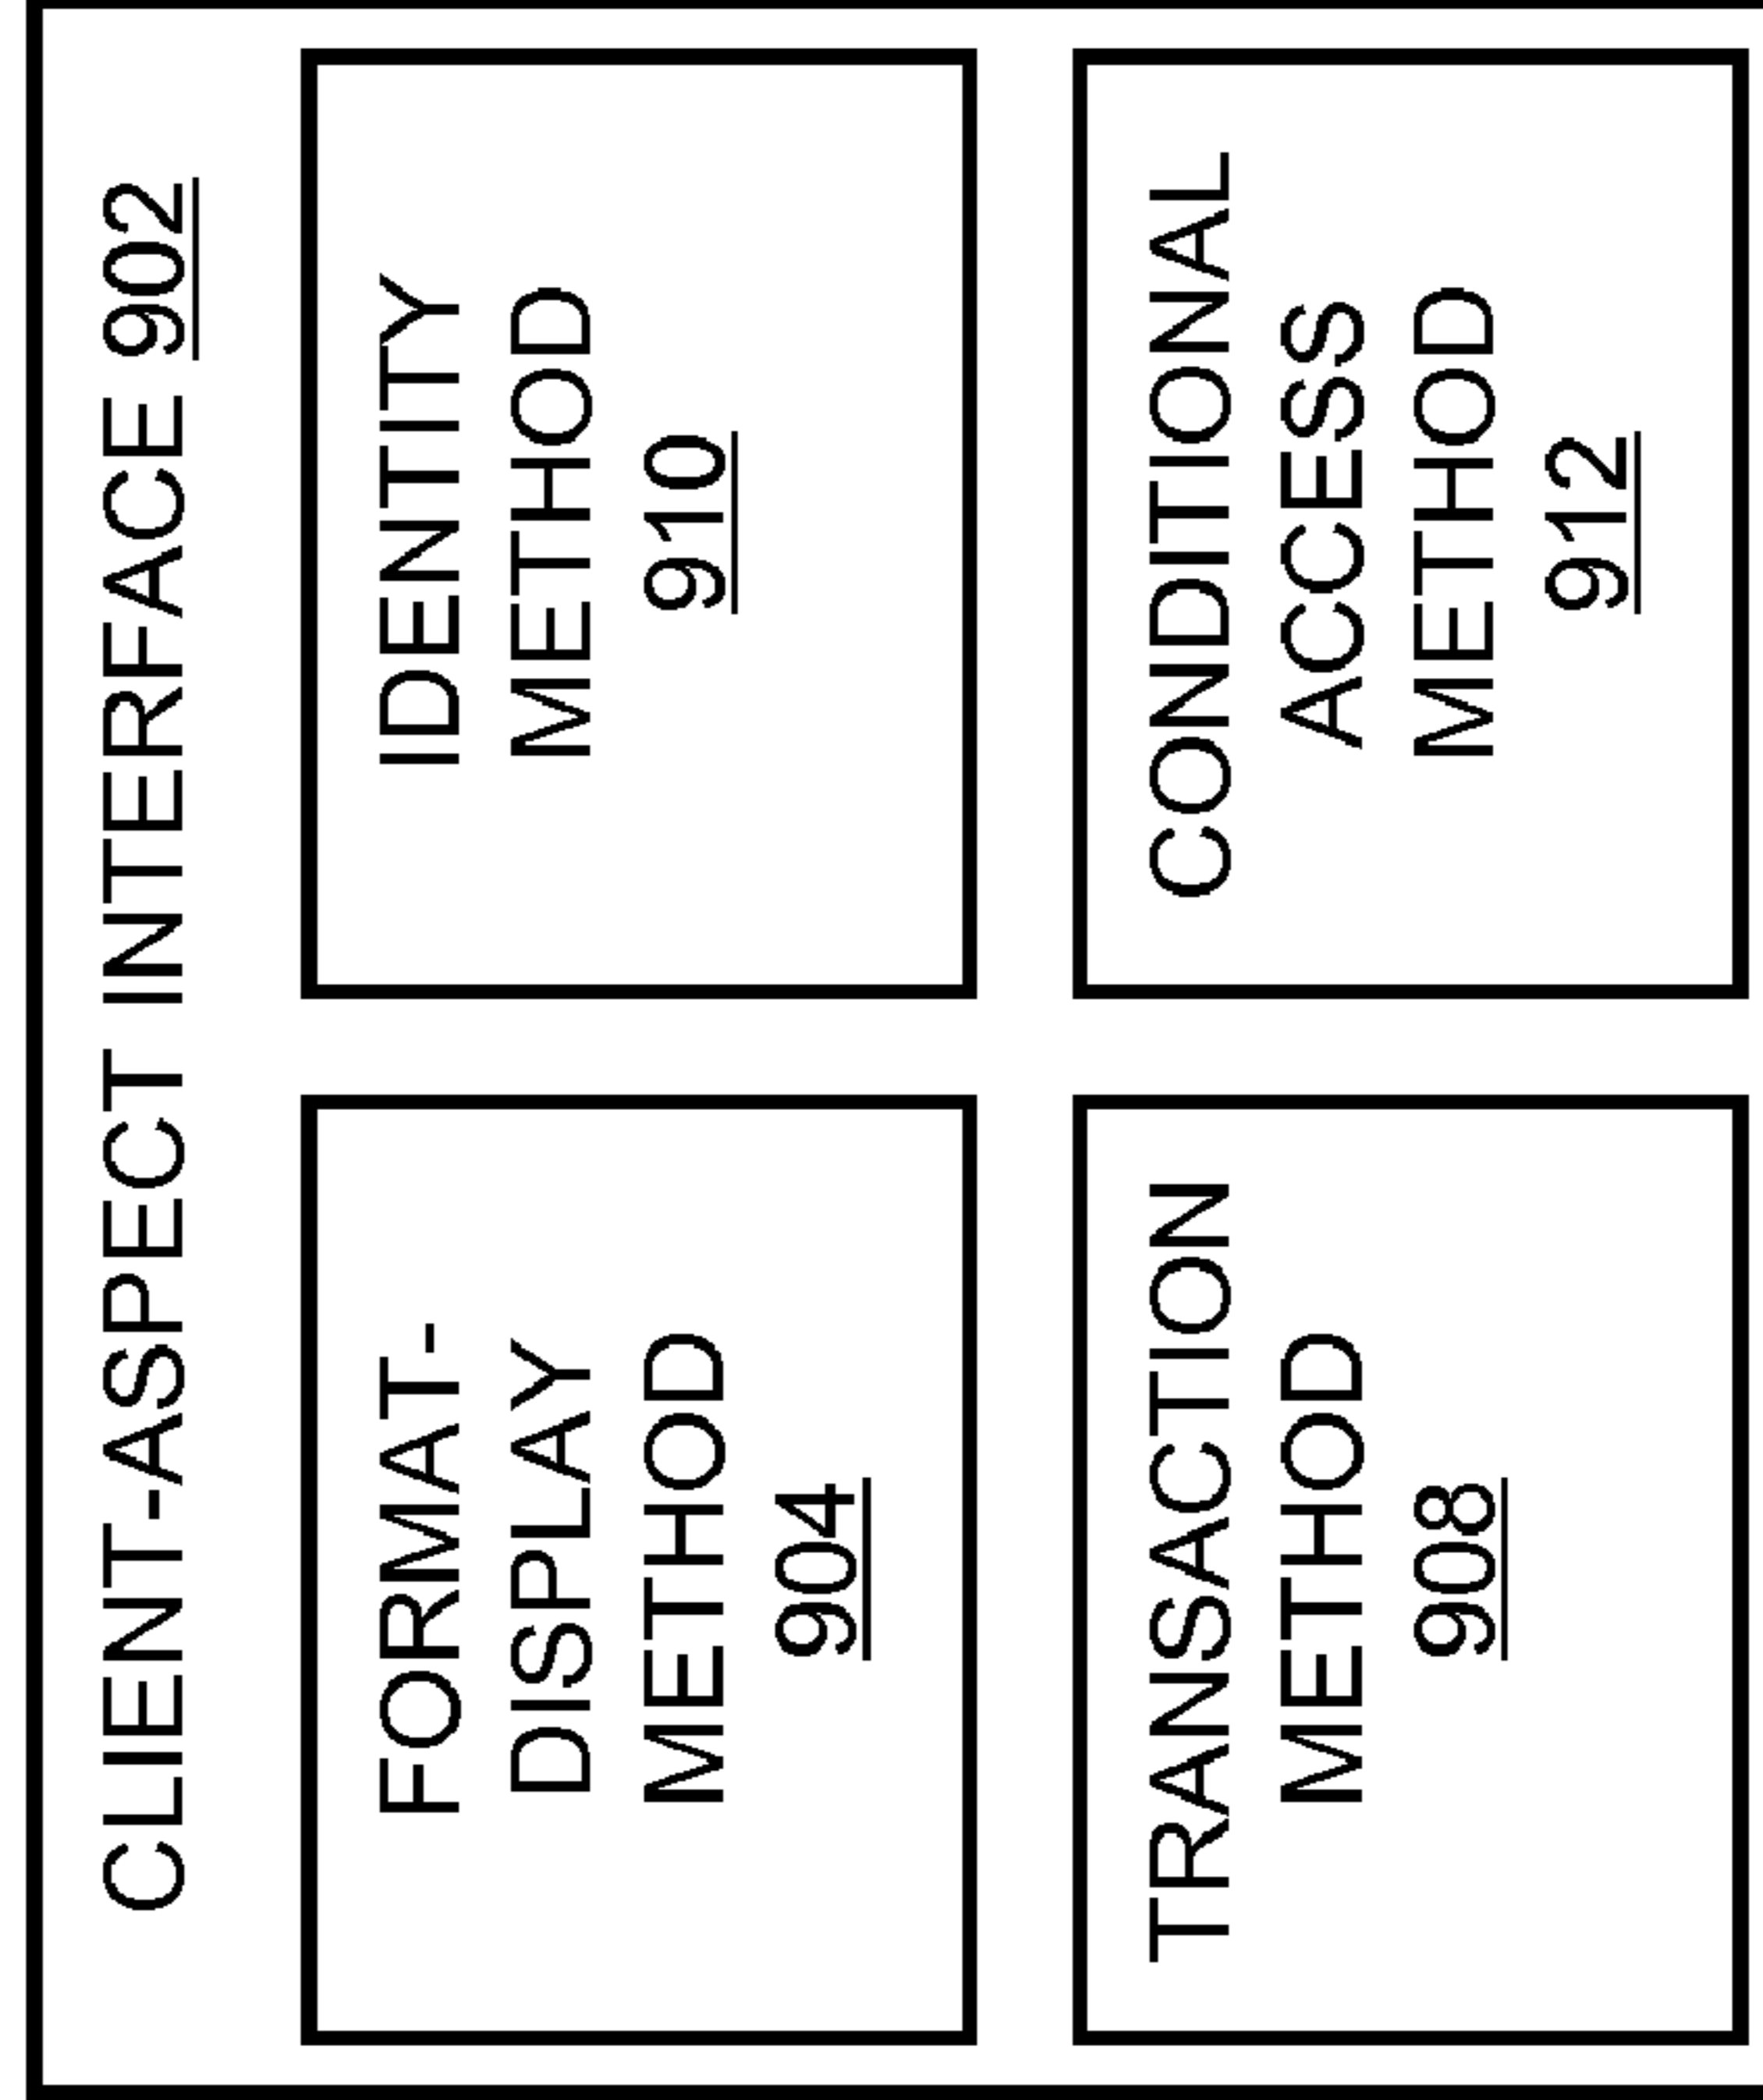 CLIENT-ASPECT INTERFACE 902
FORMAT-
DISPLAY
METHOD
904
IDENTITY
METHOD
910
TRANSACTION
METHOD
908
CONDITIONAL
ACCESS
METHOD
912